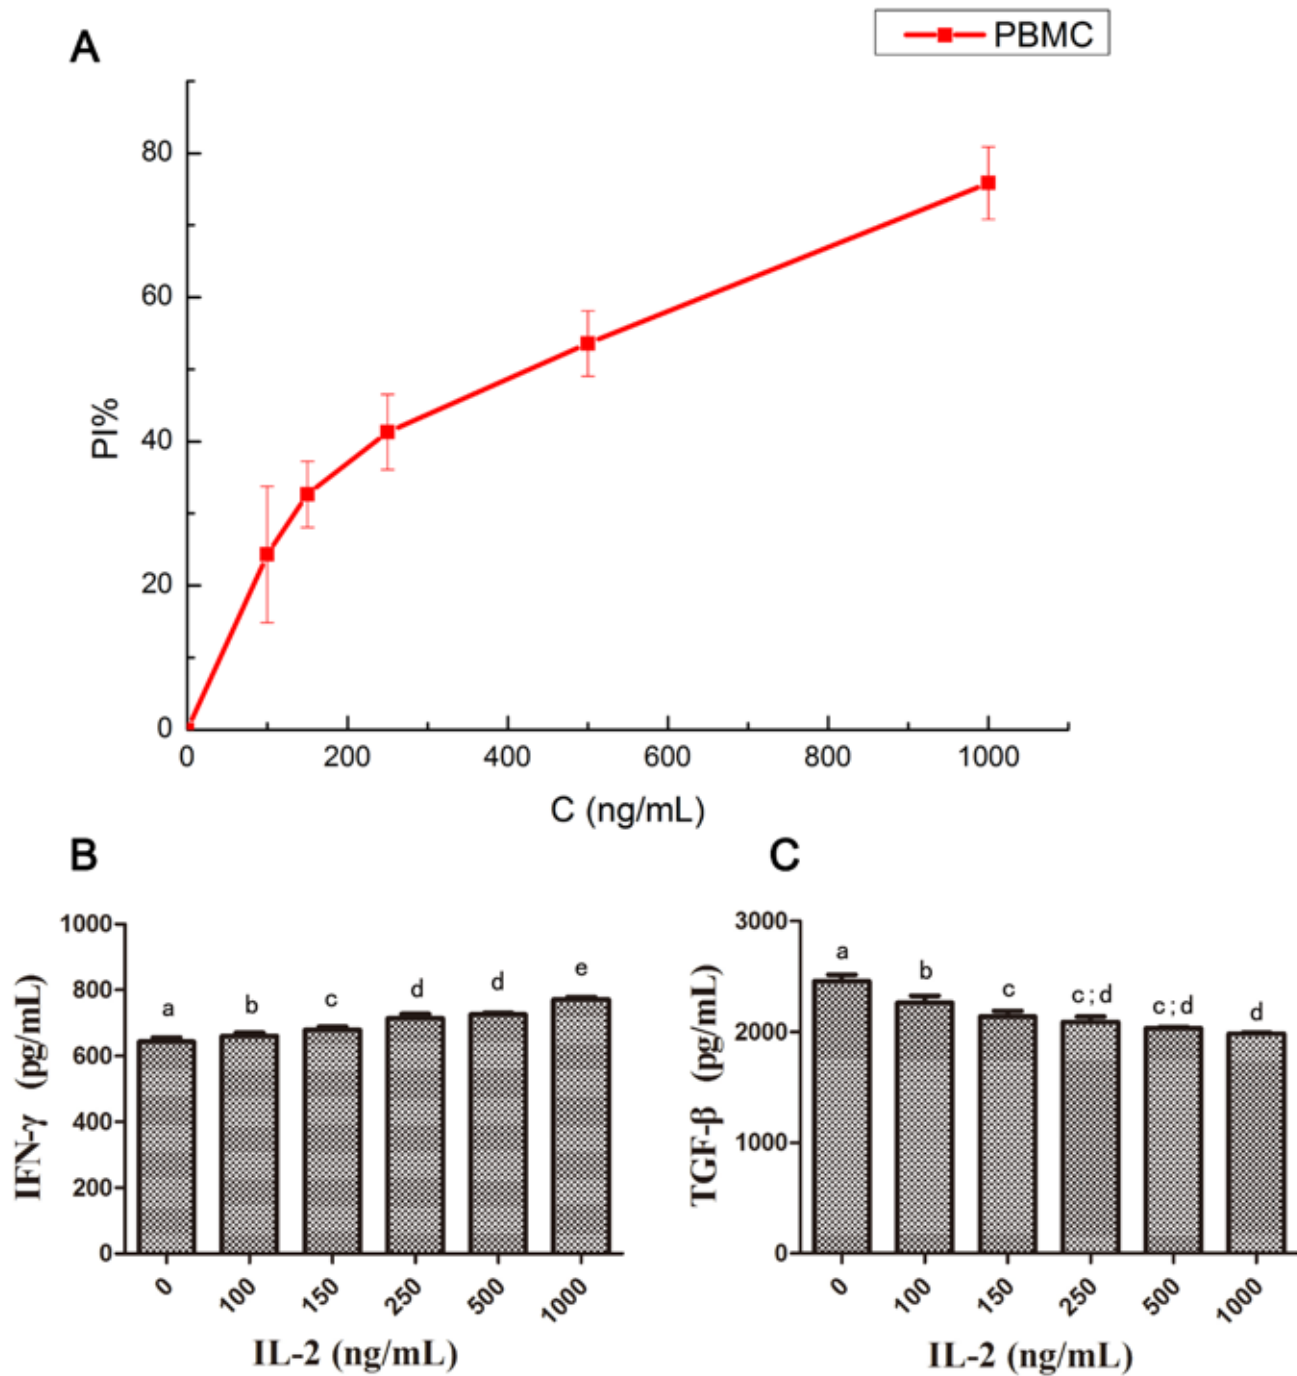 A
PBMC
80
60
40
20
0
PI%
0 200 400 600 800 1000
C (ng/mL)
B
1000
800
600
400
200
0
IFN-γ (pg/mL)
a b c d d e
0 100 150 250 500 1000
IL-2 (ng/mL)
C
3000
2000
1000
0
TGF-β (pg/mL)
a b c c;d c;d d
0 100 150 250 500 1000
IL-2 (ng/mL)